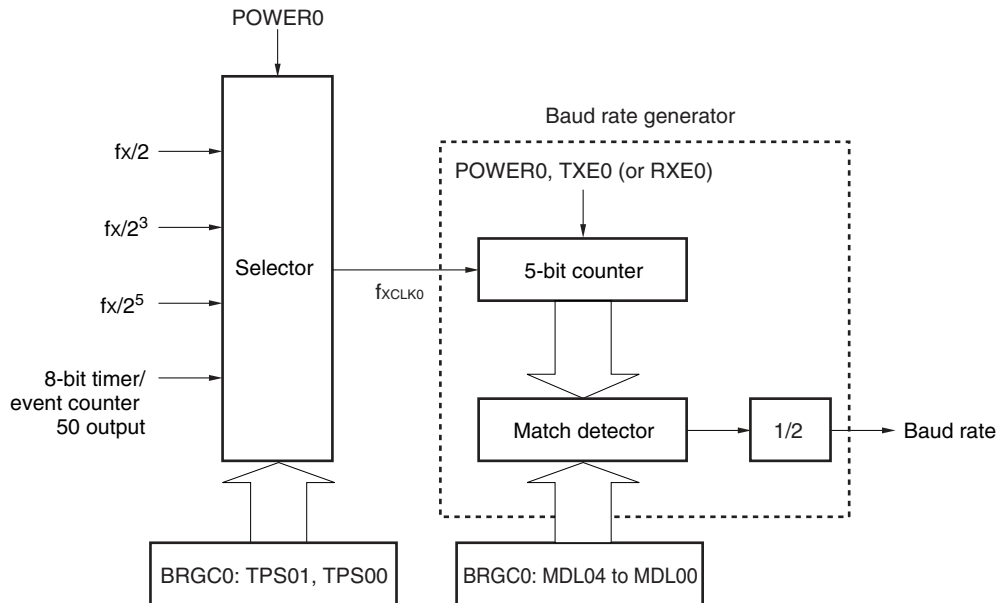 POWER0
Baud rate generator
fx/2
POWER0, TXE0 (or RXE0)
fx/2³
Selector
5-bit counter
fXCLK0
fx/2⁵
8-bit timer/
event counter
50 output
Match detector
1/2
Baud rate
BRGC0: TPS01, TPS00
BRGC0: MDL04 to MDL00